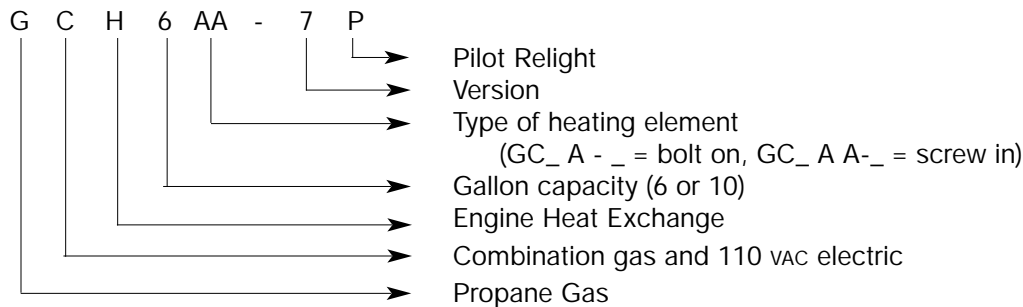 G C H 6 AA - 7 P
Pilot Relight
Version
Type of heating element
(GC_ A - _ = bolt on, GC_ A A-_ = screw in)
Gallon capacity (6 or 10)
Engine Heat Exchange
Combination gas and 110 VAC electric
Propane Gas